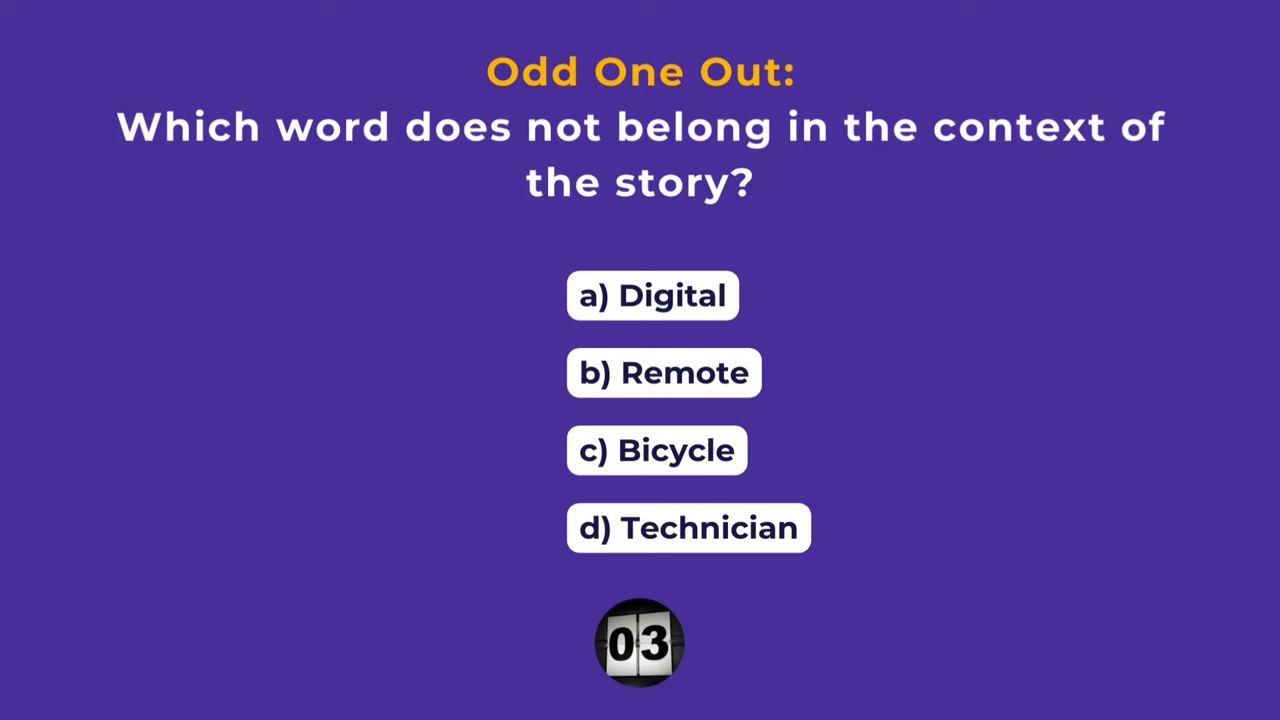 Odd One Out:
Which word does not belong in the context of
the story?
a) Digital
b) Remote
c) Bicycle
d) Technician
03